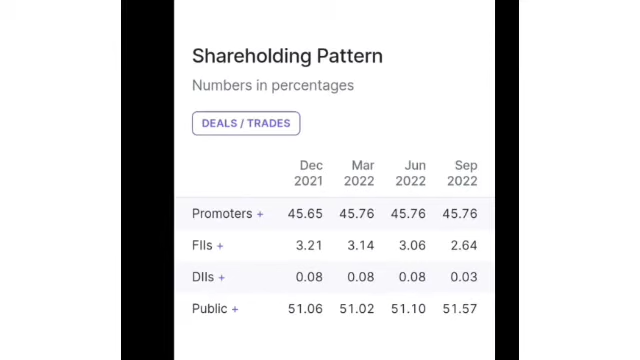 Shareholding Pattern
Numbers in percentages
DEALS / TRADES
Dec Mar Jun Sep
2021 2022 2022 2022
Promoters + 45.65 45.76 45.76 45.76
FIIs + 3.21 3.14 3.06 2.64
DIIs + 0.08 0.08 0.08 0.03
Public + 51.06 51.02 51.10 51.57